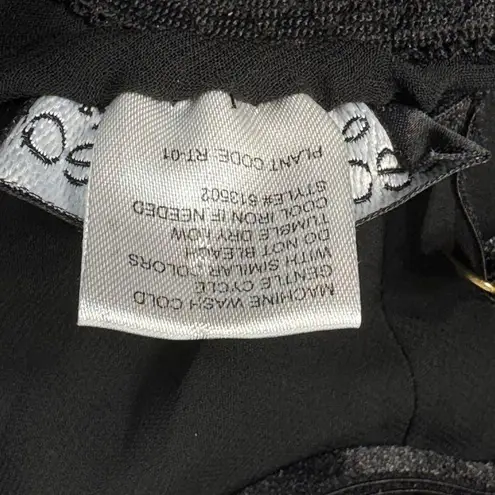 MACHINE WASH COLD
GENTLE CYCLE
WITH SIMILAR COLORS
DO NOT BLEACH
TUMBLE DRY LOW
COOL IRON IF NEEDED
STYLE# 613502
PLANT CODE: RT-01